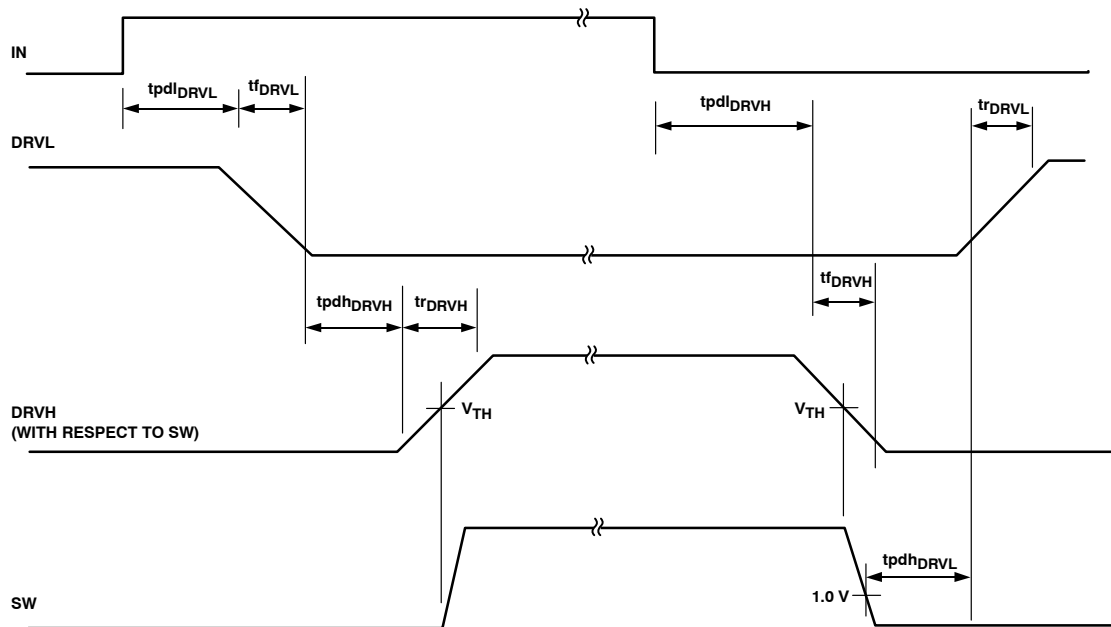 IN
tpdlDRVL
tfDRVL
tpdlDRVH
trDRVL
DRVL
tpdhDRVH
trDRVH
tfDRVH
VTH
VTH
DRVH
(WITH RESPECT TO SW)
tpdhDRVL
1.0 V
SW